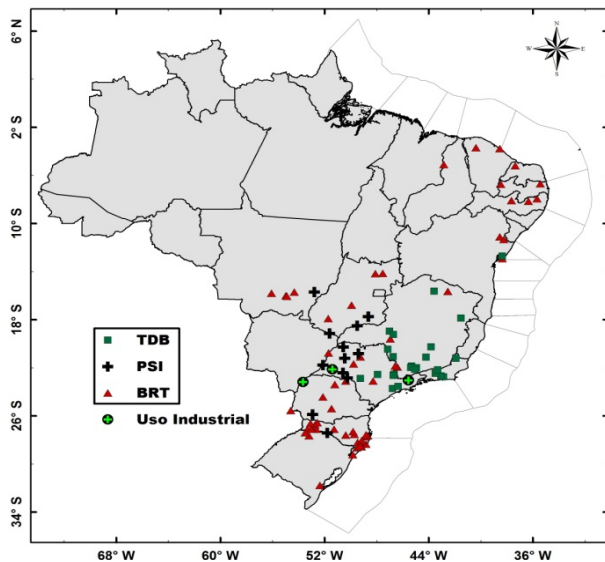 6° N
N
W
E
S
2° S
10° S
18° S
TDB
PSI
BRT
Uso Industrial
26° S
34° S
68° W 60° W 52° W 44° W 36° W